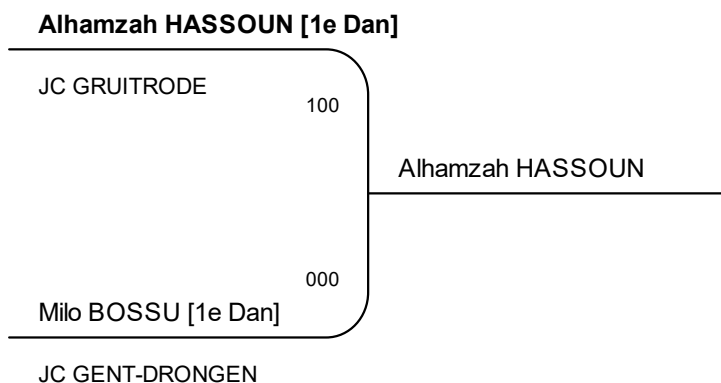 Alhamzah HASSOUN [1e Dan]
JC GRUITRODE
100
Alhamzah HASSOUN
000
Milo BOSSU [1e Dan]
JC GENT-DRONGEN